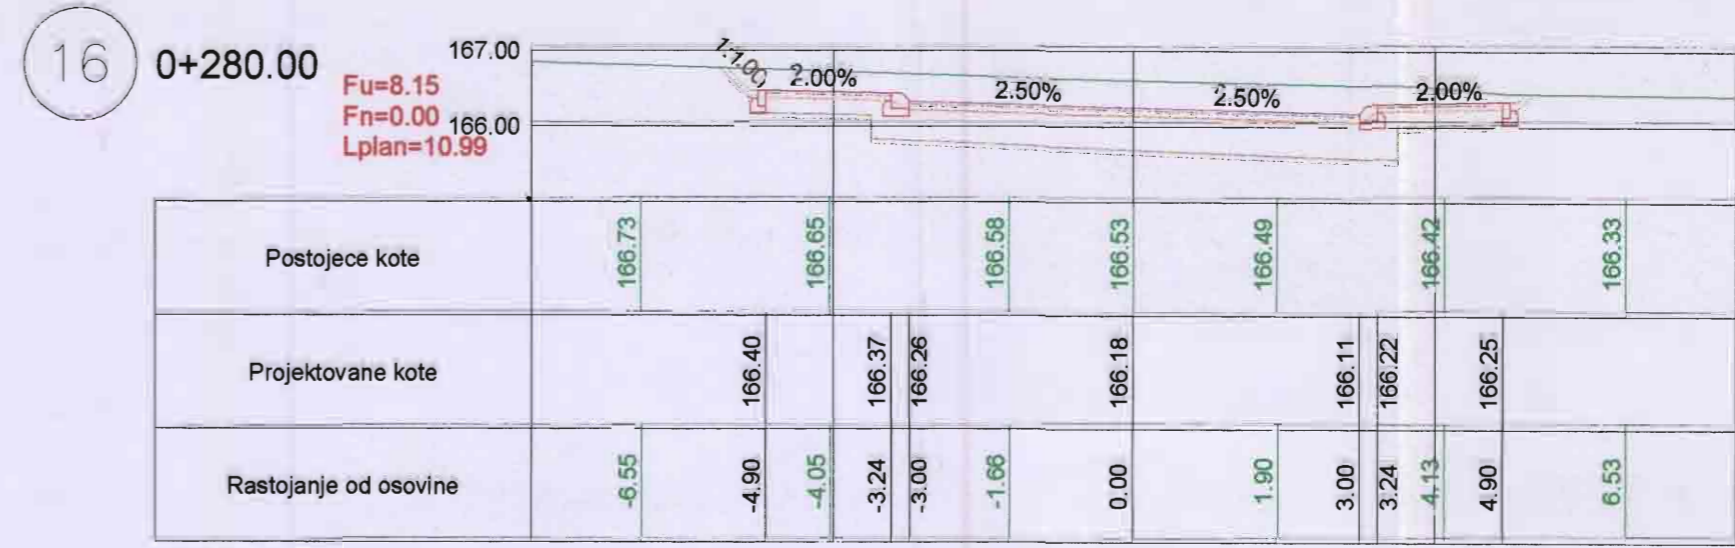 16 0+280.00
Fu=8.15
Fn=0.00
Lplan=10.99
167.00
166.00
1:1.00 2.00% 2.50% 2.50% 2.00%
Postojece kote 166.73 166.65 166.58 166.53 166.49 166.42 166.33
Projektovane kote 166.40 166.37 166.26 166.18 166.11 166.22 166.25
Rastojanje od osovine -6.55 -4.90 -4.05 -3.24 -3.00 -1.66 0.00 1.90 3.00 3.24 4.13 4.90 6.53